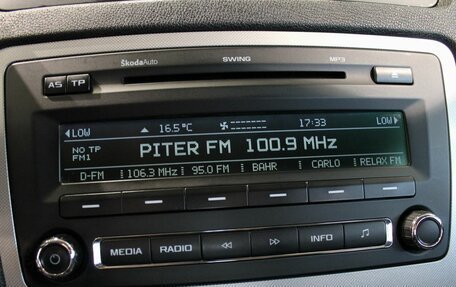 ŠkodaAuto SWING MP3
AS TP
LOW 16.5°C 17:33 LOW
NO TP
FM1
PITER FM 100.9 MHz
D-FM 106.3 MHz 95.0 FM BAHR CARLO RELAX FM
MEDIA RADIO INFO